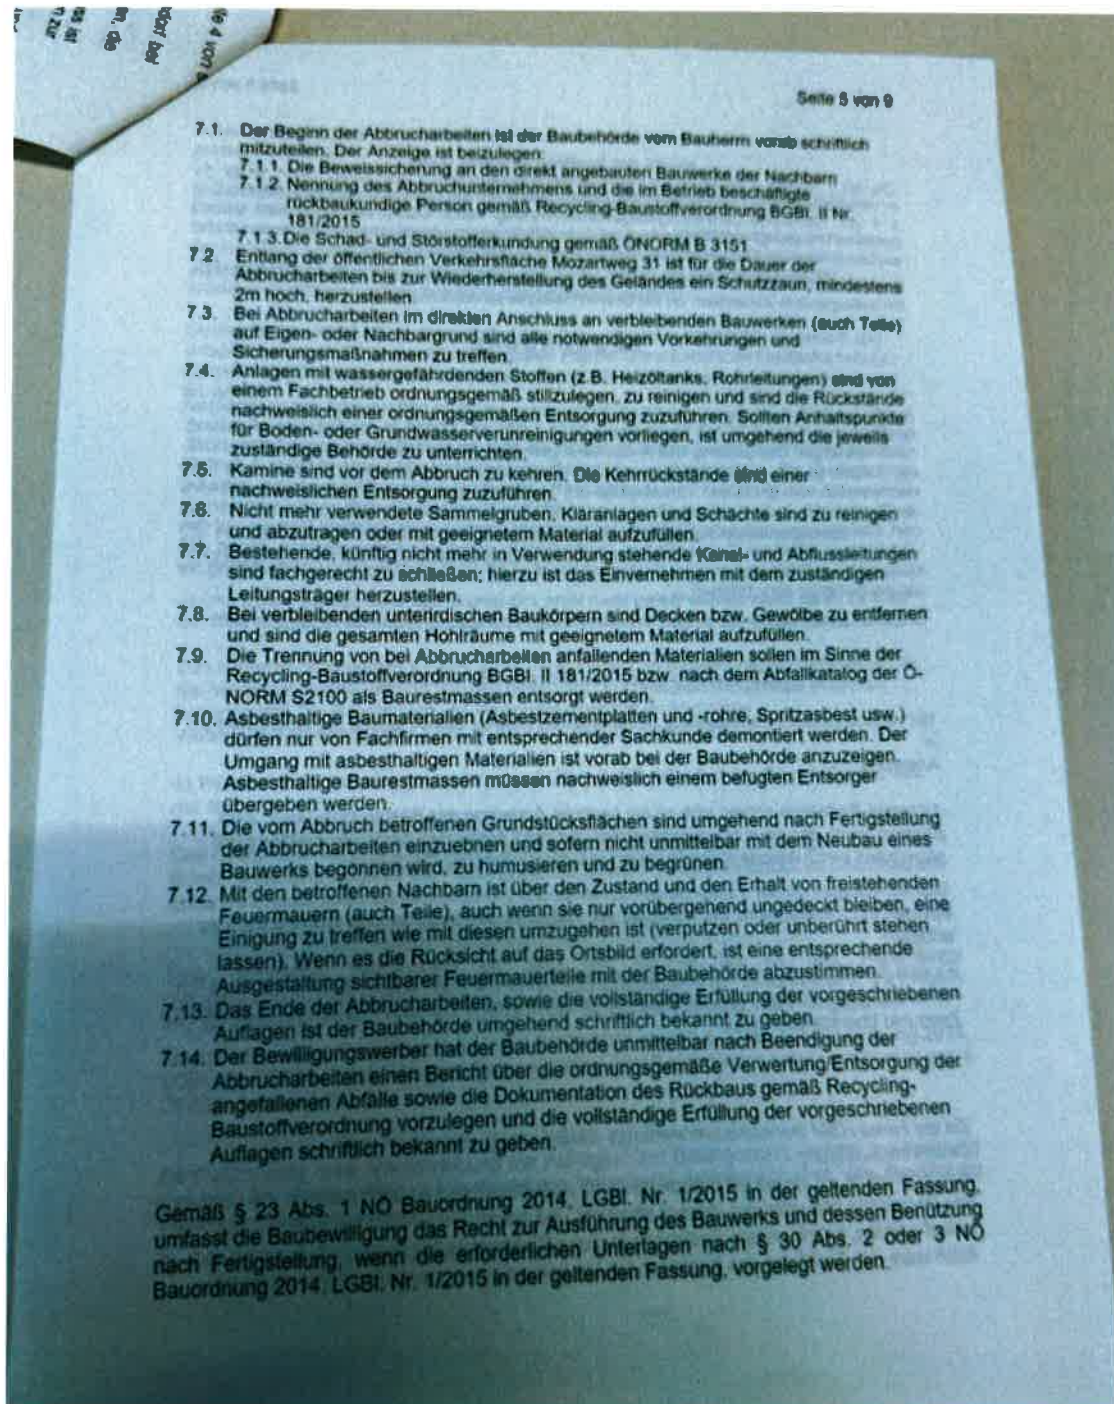 Seite 4 von
dorf bei
en, die
ss ist
n zur
Seite 5 von 9
7.1. Der Beginn der Abbrucharbeiten ist der Baubehörde vom Bauherrn vorab schriftlich
mitzuteilen. Der Anzeige ist beizulegen:
7.1.1. Die Beweissicherung an den direkt angebauten Bauwerke der Nachbarn
7.1.2. Nennung des Abbruchunternehmens und die im Betrieb beschäftigte
rückbaukundige Person gemäß Recycling-Baustoffverordnung BGBl. II Nr.
181/2015
7.1.3. Die Schad- und Störstofferkundung gemäß ÖNORM B 3151
7.2. Entlang der öffentlichen Verkehrsfläche Mozartweg 31 ist für die Dauer der
Abbrucharbeiten bis zur Wiederherstellung des Geländes ein Schutzzaun, mindestens
2m hoch, herzustellen.
7.3. Bei Abbrucharbeiten im direkten Anschluss an verbleibenden Bauwerken (auch Teile)
auf Eigen- oder Nachbargrund sind alle notwendigen Vorkehrungen und
Sicherungsmaßnahmen zu treffen.
7.4. Anlagen mit wassergefährdenden Stoffen (z.B. Heizöltanks, Rohrleitungen) sind von
einem Fachbetrieb ordnungsgemäß stillzulegen, zu reinigen und sind die Rückstände
nachweislich einer ordnungsgemäßen Entsorgung zuzuführen. Sollten Anhaltspunkte
für Boden- oder Grundwasserverunreinigungen vorliegen, ist umgehend die jeweils
zuständige Behörde zu unterrichten.
7.5. Kamine sind vor dem Abbruch zu kehren. Die Kehrrückstände sind einer
nachweislichen Entsorgung zuzuführen.
7.6. Nicht mehr verwendete Sammelgruben, Kläranlagen und Schächte sind zu reinigen
und abzutragen oder mit geeignetem Material aufzufüllen.
7.7. Bestehende, künftig nicht mehr in Verwendung stehende Kanal- und Abflussleitungen
sind fachgerecht zu schließen; hierzu ist das Einvernehmen mit dem zuständigen
Leitungsträger herzustellen.
7.8. Bei verbleibenden unterirdischen Baukörpern sind Decken bzw. Gewölbe zu entfernen
und sind die gesamten Hohlräume mit geeignetem Material aufzufüllen.
7.9. Die Trennung von bei Abbrucharbeiten anfallenden Materialien sollen im Sinne der
Recycling-Baustoffverordnung BGBl. II 181/2015 bzw. nach dem Abfallkatalog der Ö-
NORM S2100 als Baurestmassen entsorgt werden.
7.10. Asbesthaltige Baumaterialien (Asbestzementplatten und -rohre, Spritzasbest usw.)
dürfen nur von Fachfirmen mit entsprechender Sachkunde demontiert werden. Der
Umgang mit asbesthaltigen Materialien ist vorab bei der Baubehörde anzuzeigen.
Asbesthaltige Baurestmassen müssen nachweislich einem befugten Entsorger
übergeben werden.
7.11. Die vom Abbruch betroffenen Grundstücksflächen sind umgehend nach Fertigstellung
der Abbrucharbeiten einzuebnen und sofern nicht unmittelbar mit dem Neubau eines
Bauwerks begonnen wird, zu humusieren und zu begrünen.
7.12. Mit den betroffenen Nachbarn ist über den Zustand und den Erhalt von freistehenden
Feuermauern (auch Teile), auch wenn sie nur vorübergehend ungedeckt bleiben, eine
Einigung zu treffen wie mit diesen umzugehen ist (verputzen oder unberührt stehen
lassen). Wenn es die Rücksicht auf das Ortsbild erfordert, ist eine entsprechende
Ausgestaltung sichtbarer Feuermauerteile mit der Baubehörde abzustimmen.
7.13. Das Ende der Abbrucharbeiten, sowie die vollständige Erfüllung der vorgeschriebenen
Auflagen ist der Baubehörde umgehend schriftlich bekannt zu geben.
7.14. Der Bewilligungswerber hat der Baubehörde unmittelbar nach Beendigung der
Abbrucharbeiten einen Bericht über die ordnungsgemäße Verwertung/Entsorgung der
angefallenen Abfälle sowie die Dokumentation des Rückbaus gemäß Recycling-
Baustoffverordnung vorzulegen und die vollständige Erfüllung der vorgeschriebenen
Auflagen schriftlich bekannt zu geben.
Gemäß § 23 Abs. 1 NÖ Bauordnung 2014, LGBl. Nr. 1/2015 in der geltenden Fassung,
umfasst die Baubewilligung das Recht zur Ausführung des Bauwerks und dessen Benützung
nach Fertigstellung, wenn die erforderlichen Unterlagen nach § 30 Abs. 2 oder 3 NÖ
Bauordnung 2014, LGBl. Nr. 1/2015 in der geltenden Fassung, vorgelegt werden.